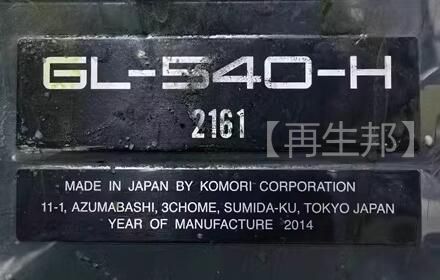 GL-540-H
2161
【再生邦】
MADE IN JAPAN BY KOMORI CORPORATION
11-1, AZUMABASHI, 3CHOME, SUMIDA-KU, TOKYO JAPAN
YEAR OF MANUFACTURE 2014